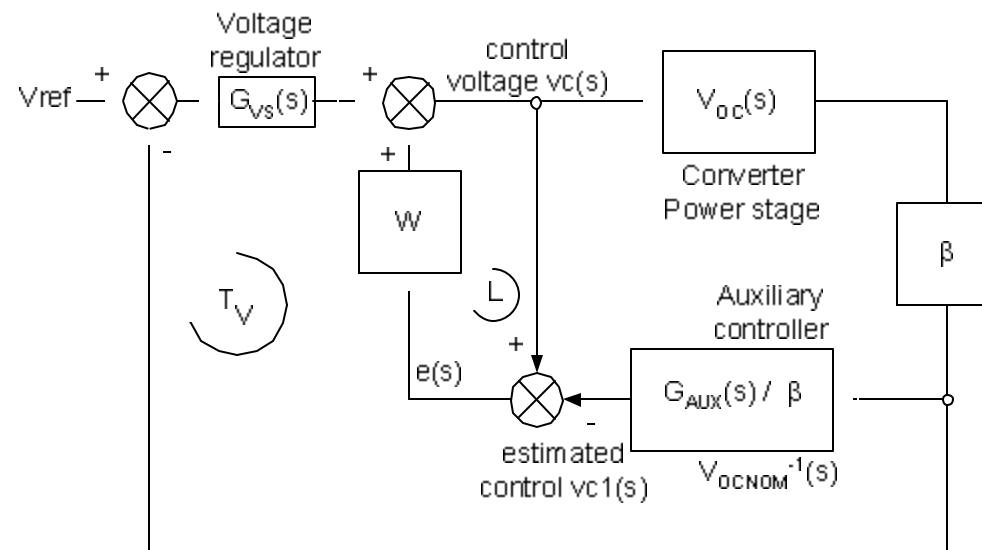 Voltage
regulator
control
voltage vc(s)
+
+
Vref
G_VS(s)
V_OC(s)
-
+
Converter
Power stage
W
β
T_V
L
Auxiliary
controller
+
e(s)
G_AUX(s) / β
-
estimated
control vc1(s)
V_OCNOM^-1(s)